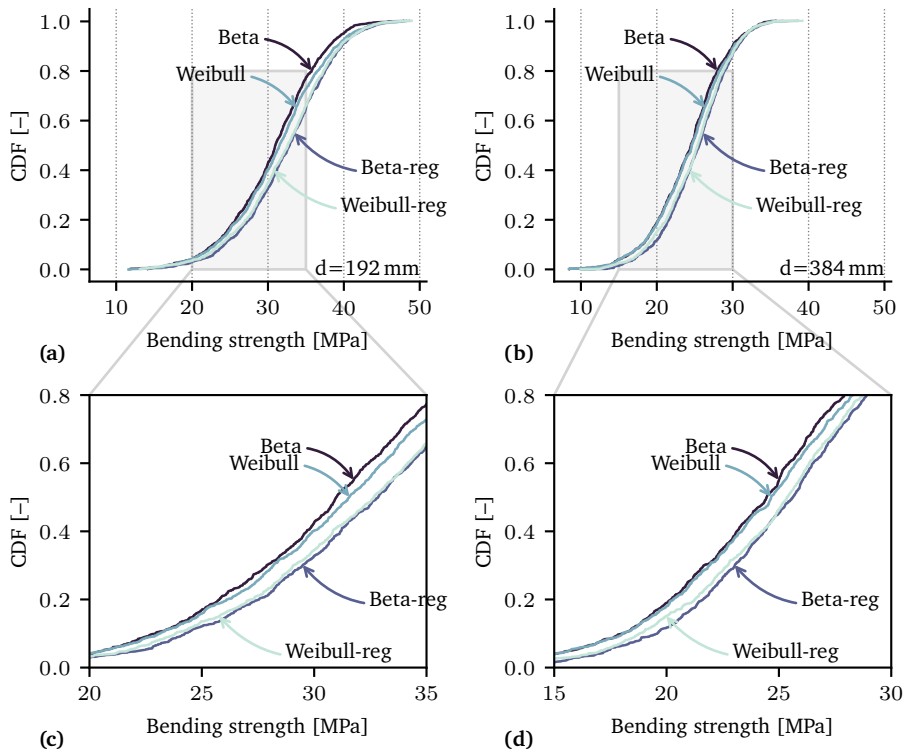 1.0
0.8
0.6
0.4
0.2
0.0
CDF [–]
Beta
Weibull
Beta-reg
Weibull-reg
d=192 mm
10 20 30 40 50
Bending strength [MPa]
(a)
1.0
0.8
0.6
0.4
0.2
0.0
CDF [–]
Beta
Weibull
Beta-reg
Weibull-reg
d=384 mm
10 20 30 40 50
Bending strength [MPa]
(b)
0.8
0.6
0.4
0.2
0.0
CDF [–]
Beta
Weibull
Beta-reg
Weibull-reg
20 25 30 35
Bending strength [MPa]
(c)
0.8
0.6
0.4
0.2
0.0
CDF [–]
Beta
Weibull
Beta-reg
Weibull-reg
15 20 25 30
Bending strength [MPa]
(d)